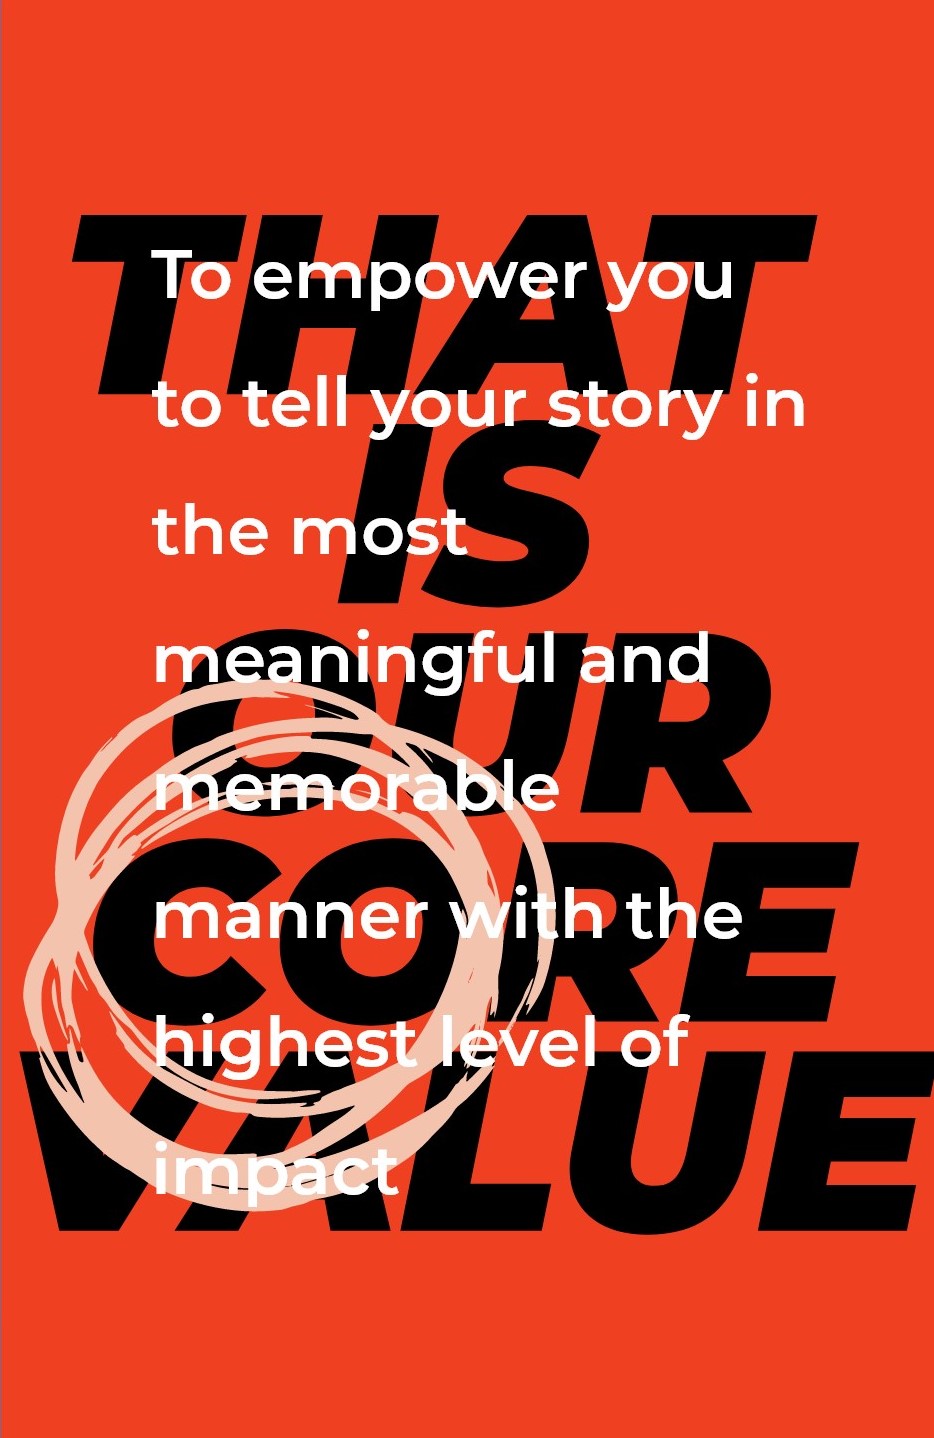 To empower you
to tell your story in
the most
meaningful and
memorable
manner with the
highest level of
impact
THAT
IS
OUR
CORE
VALUE